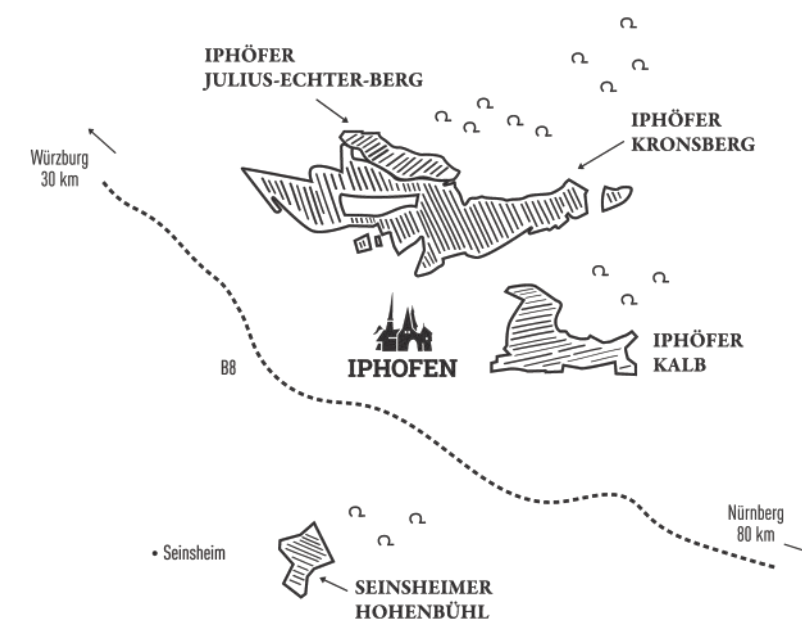 IPHÖFER
JULIUS-ECHTER-BERG
IPHÖFER
KRONSBERG
Würzburg
30 km
IPHÖFER
KALB
B8
IPHOFEN
Nürnberg
80 km
• Seinsheim
SEINSHEIMER
HOHENBÜHL